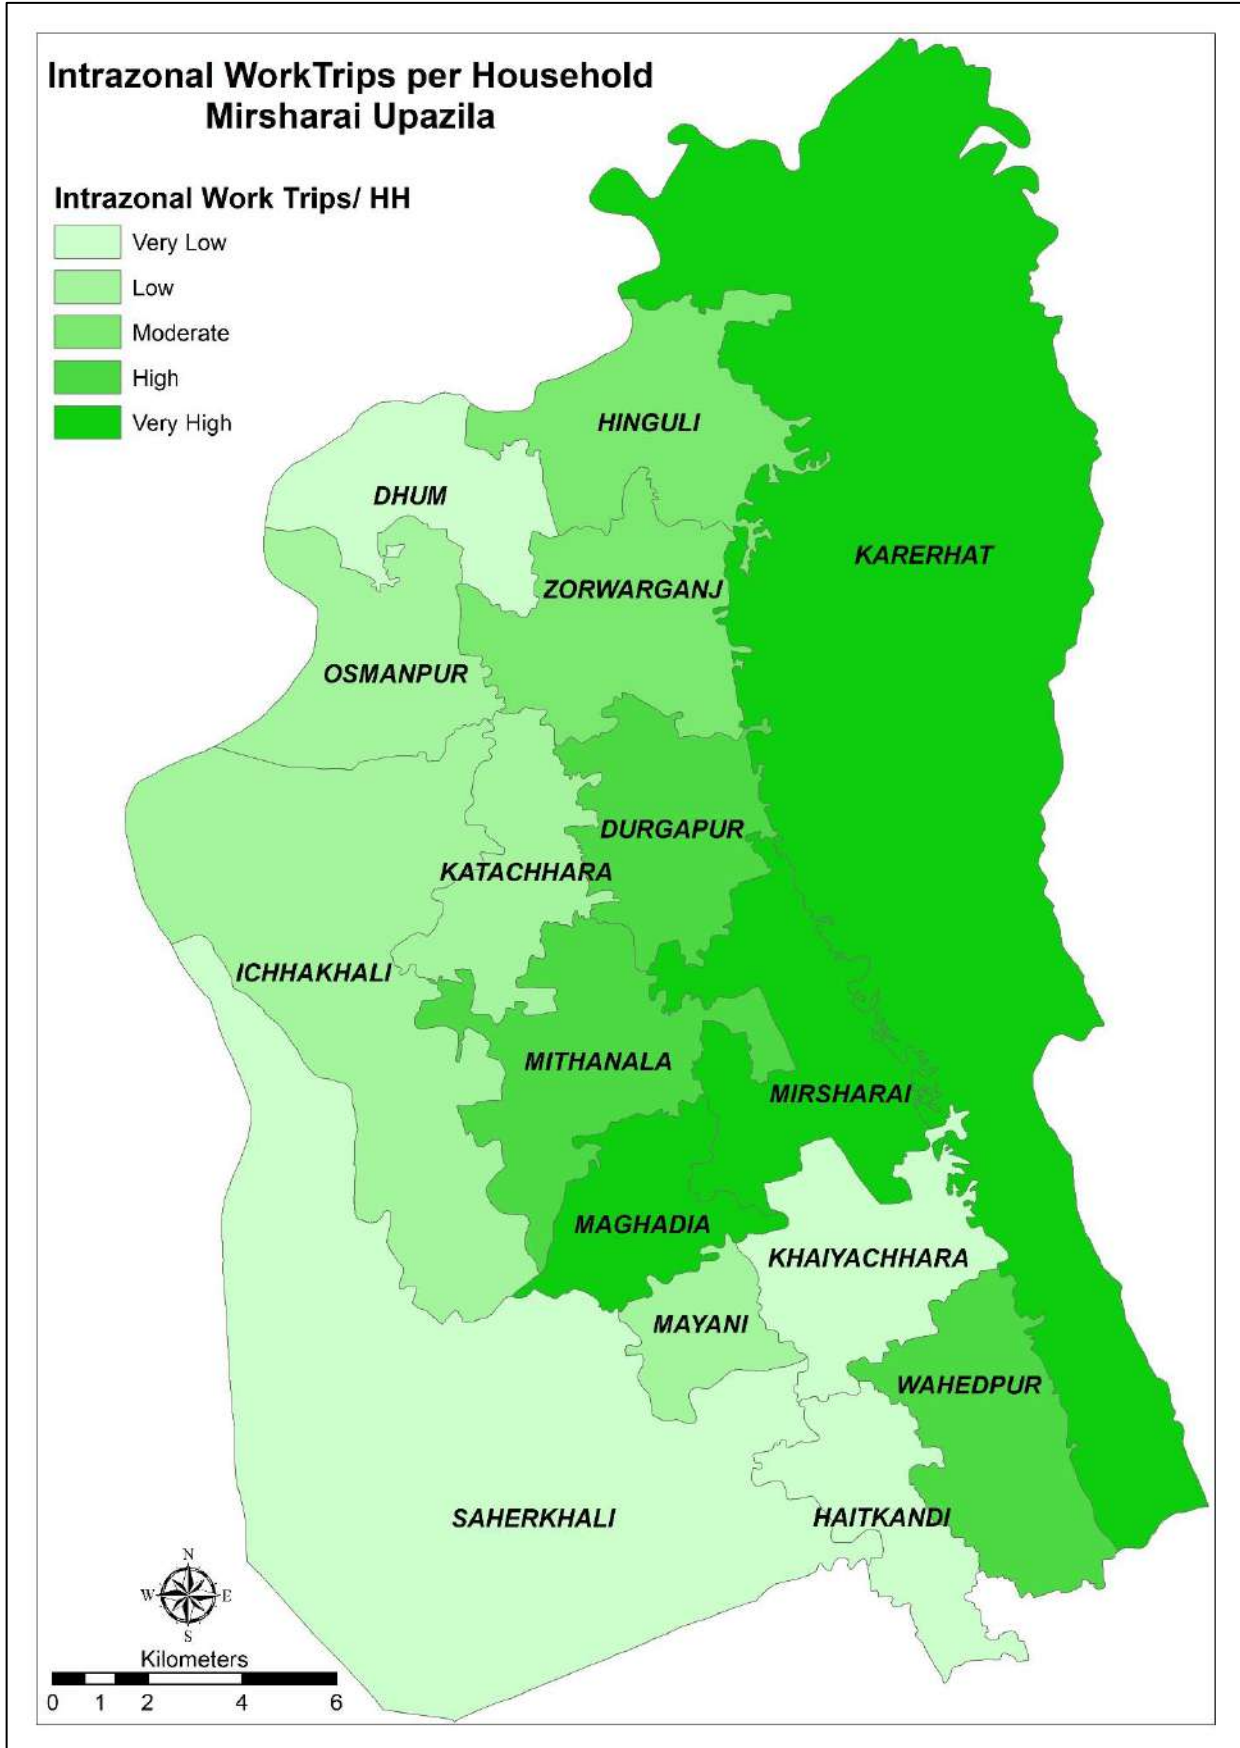 Intrazonal WorkTrips per Household
Mirsharai Upazila
Intrazonal Work Trips/ HH
Very Low
Low
Moderate
High
Very High
HINGULI
DHUM
KARERHAT
ZORWARGANJ
OSMANPUR
DURGAPUR
KATACHHARA
ICHHAKHALI
MITHANALA
MIRSHARAI
MAGHADIA
KHAIYACHHARA
MAYANI
WAHEDPUR
SAHERKHALI
HAITKANDI
N
W E
S
Kilometers
0 1 2 4 6